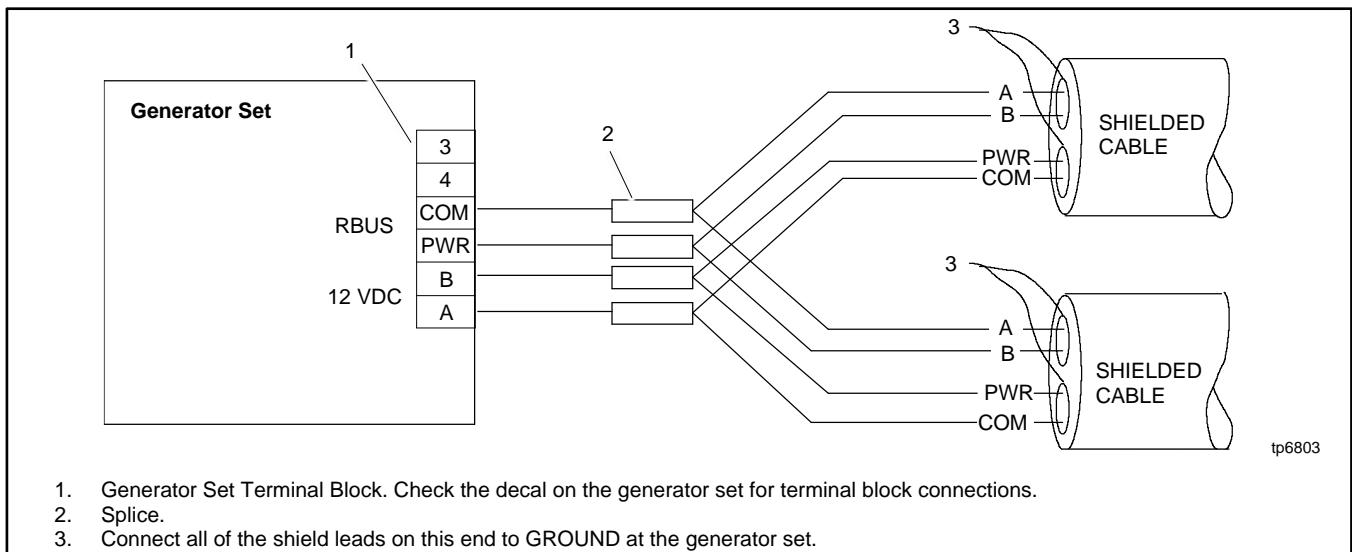 1
3
Generator Set
A
B
SHIELDED
CABLE
2
3
4
PWR
COM
COM
RBUS
PWR
B
12 VDC
A
3
A
B
SHIELDED
CABLE
PWR
COM
tp6803
1. Generator Set Terminal Block. Check the decal on the generator set for terminal block connections.
2. Splice.
3. Connect all of the shield leads on this end to GROUND at the generator set.